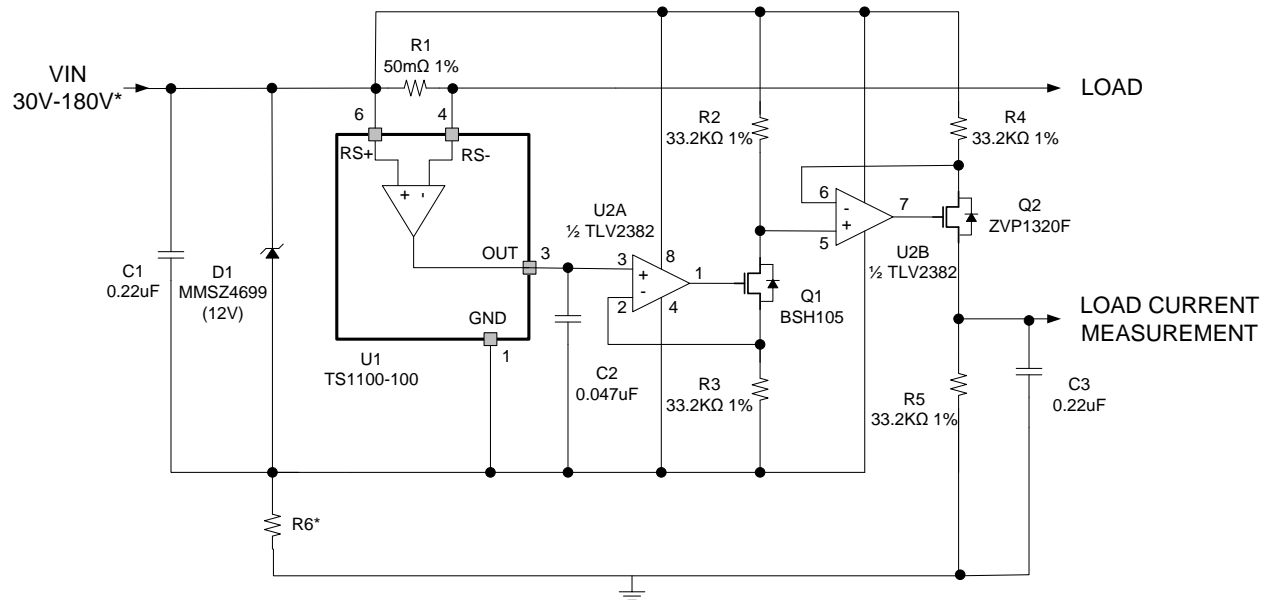 VIN
30V-180V*
R1
50mΩ 1%
LOAD
6
4
RS+
RS-
+ -
OUT
3
GND
1
U1
TS1100-100
C1
0.22uF
D1
MMSZ4699
(12V)
C2
0.047uF
U2A
½ TLV2382
3
+
-
2
8
4
1
R2
33.2KΩ 1%
Q1
BSH105
R3
33.2KΩ 1%
6
-
+
5
7
U2B
½ TLV2382
R4
33.2KΩ 1%
Q2
ZVP1320F
LOAD CURRENT
MEASUREMENT
R5
33.2KΩ 1%
C3
0.22uF
R6*